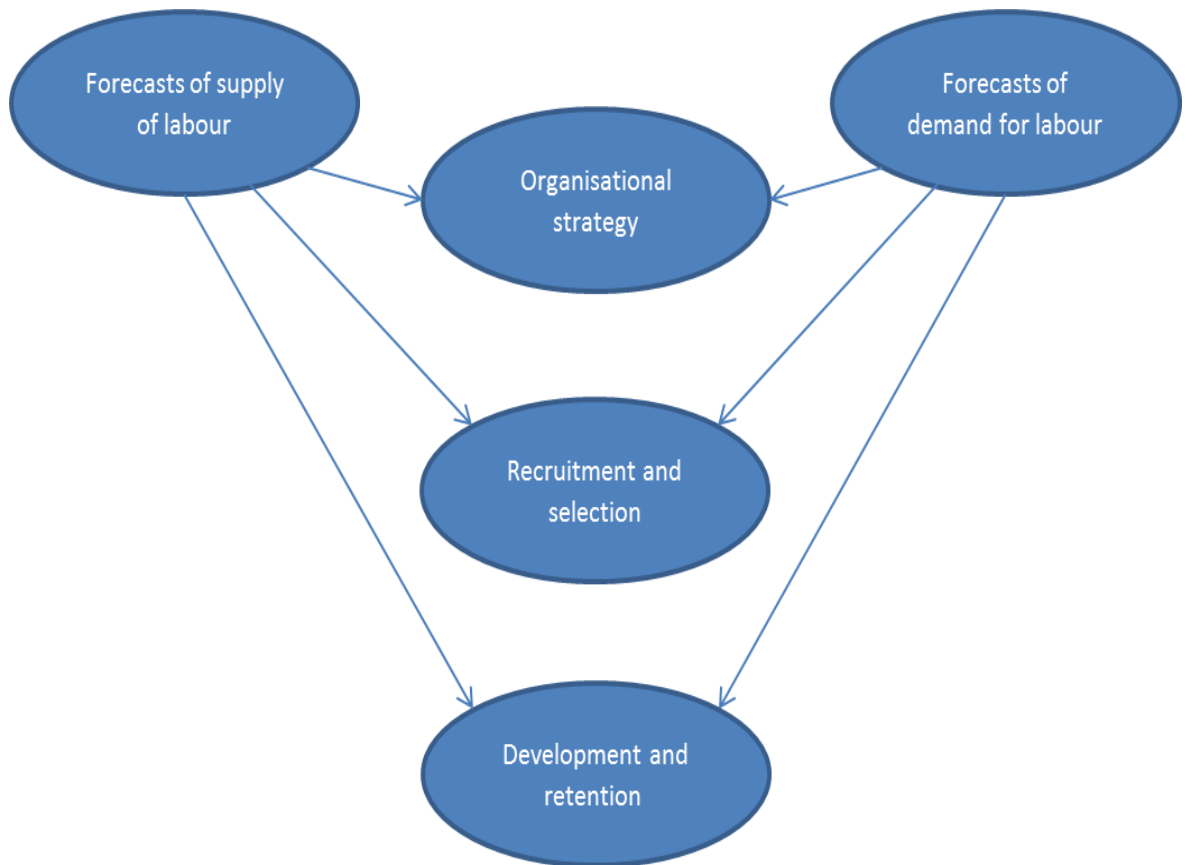 Forecasts of supply
of labour
Forecasts of
demand for labour
Organisational
strategy
Recruitment and
selection
Development and
retention